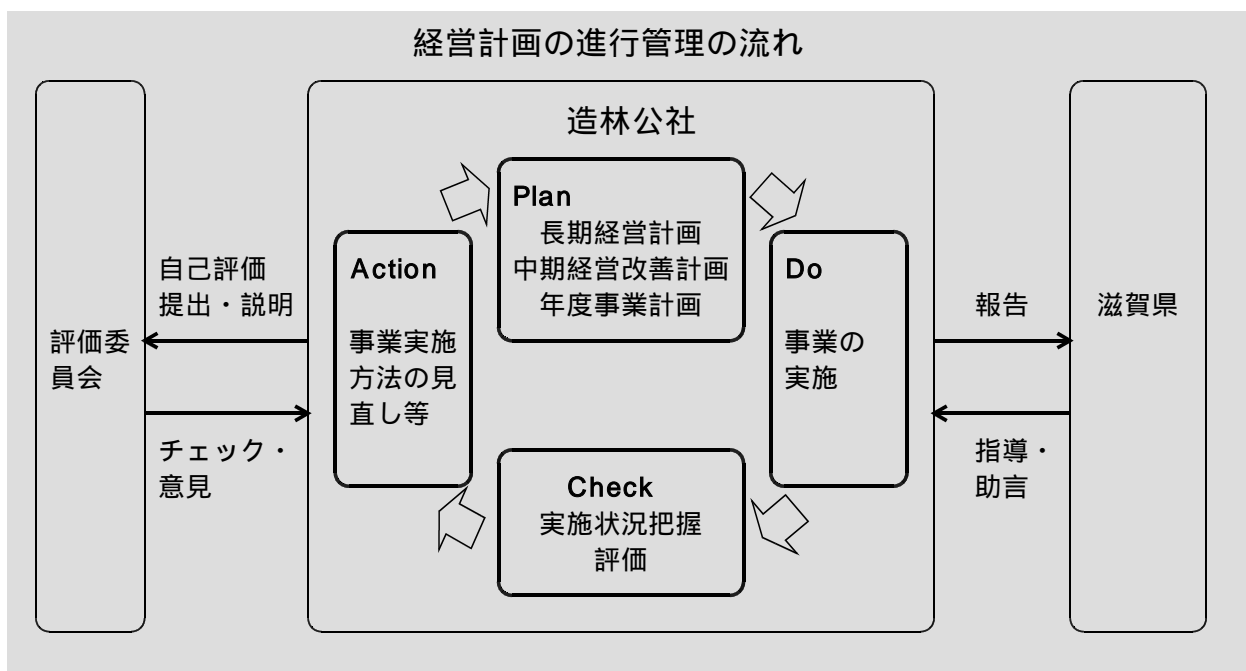 経営計画の進行管理の流れ
造林公社
Plan
長期経営計画
中期経営改善計画
年度事業計画
Action
事業実施
方法の見
直し等
Do
事業の
実施
Check
実施状況把握
評価
自己評価
提出・説明
評価委
員会
チェック・
意見
報告
滋賀県
指導・
助言